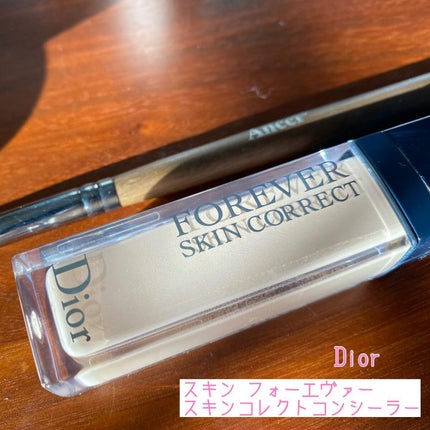 Ancci
FOREVER
SKIN CORRECT
Dior
Dior
スキン フォーエヴァー
スキンコレクトコンシーラー